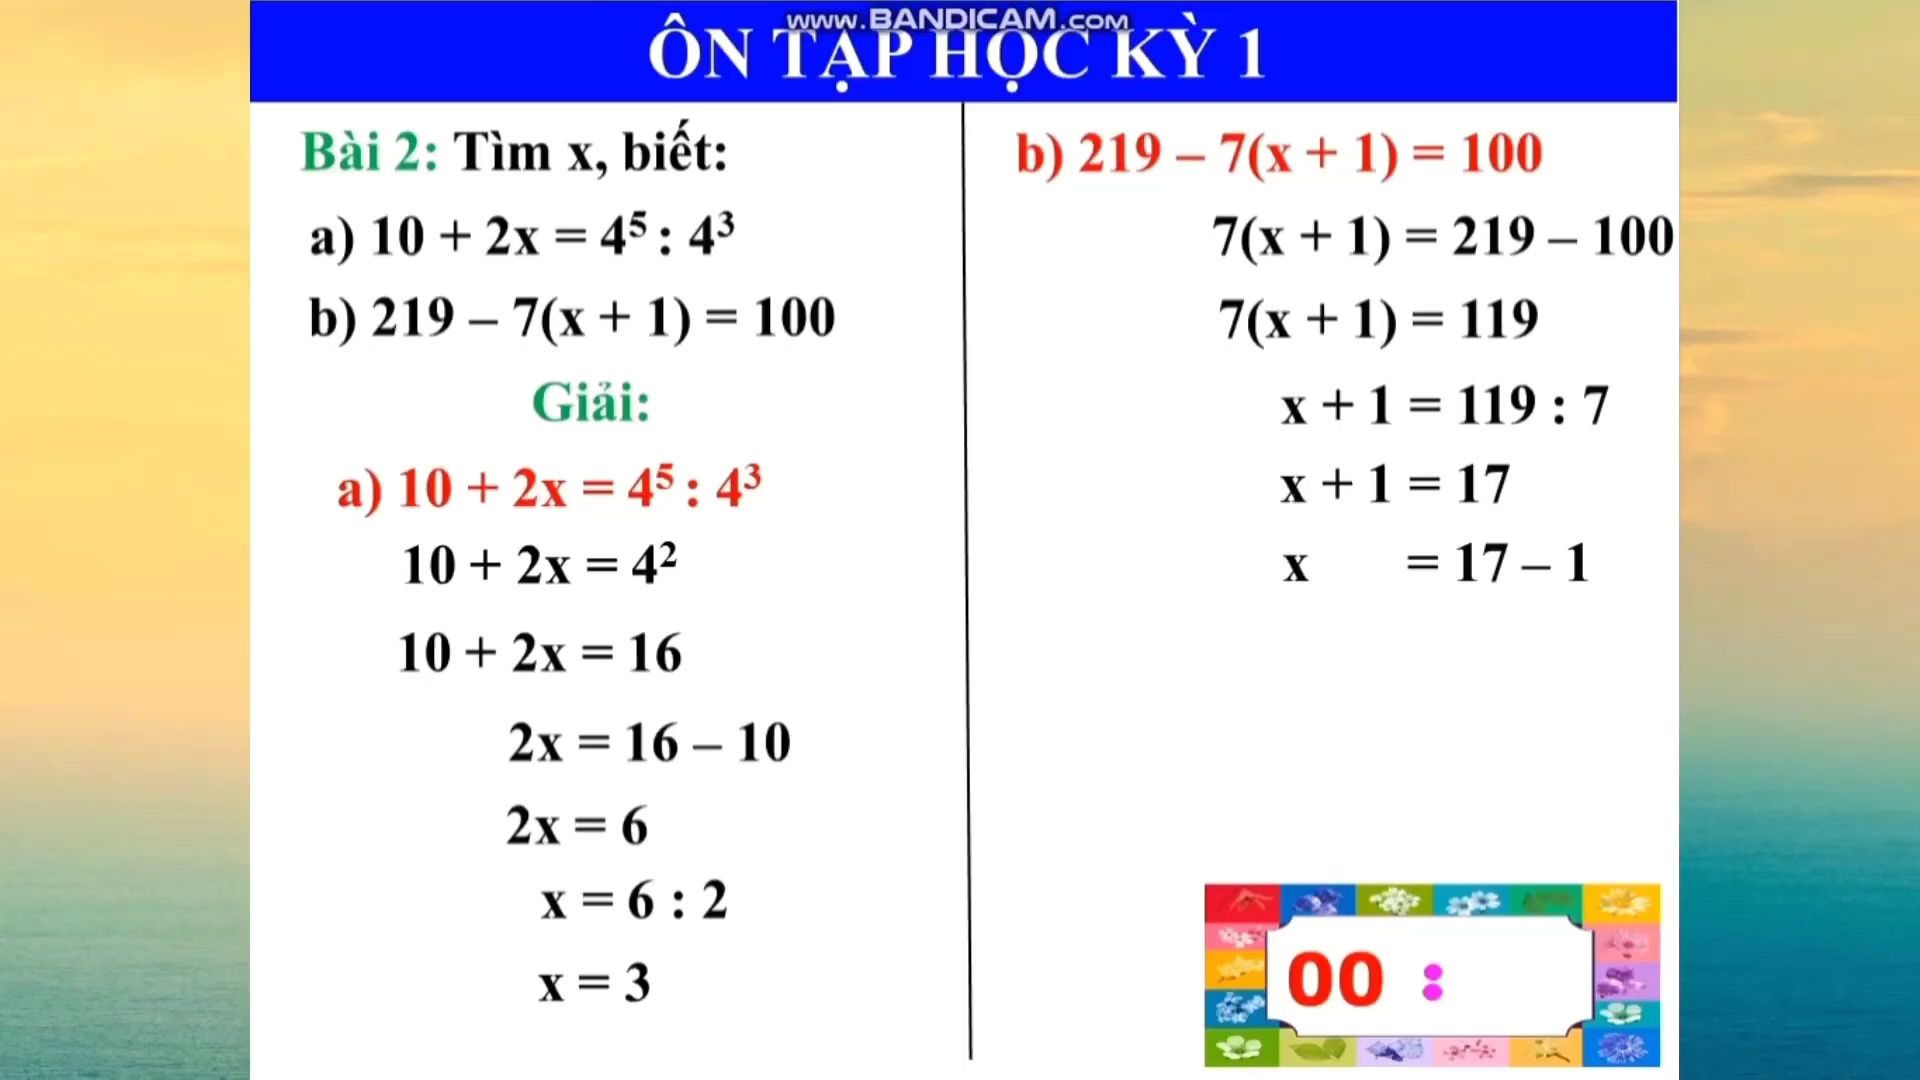 www.BANDICAM.com
ÔN TẬP HỌC KỲ 1
Bài 2: Tìm x, biết:
a) 10 + 2x = 4⁵ : 4³
b) 219 – 7(x + 1) = 100
Giải:
a) 10 + 2x = 4⁵ : 4³
10 + 2x = 4²
10 + 2x = 16
2x = 16 – 10
2x = 6
x = 6 : 2
x = 3
b) 219 – 7(x + 1) = 100
7(x + 1) = 219 – 100
7(x + 1) = 119
x + 1 = 119 : 7
x + 1 = 17
x = 17 – 1
00 :